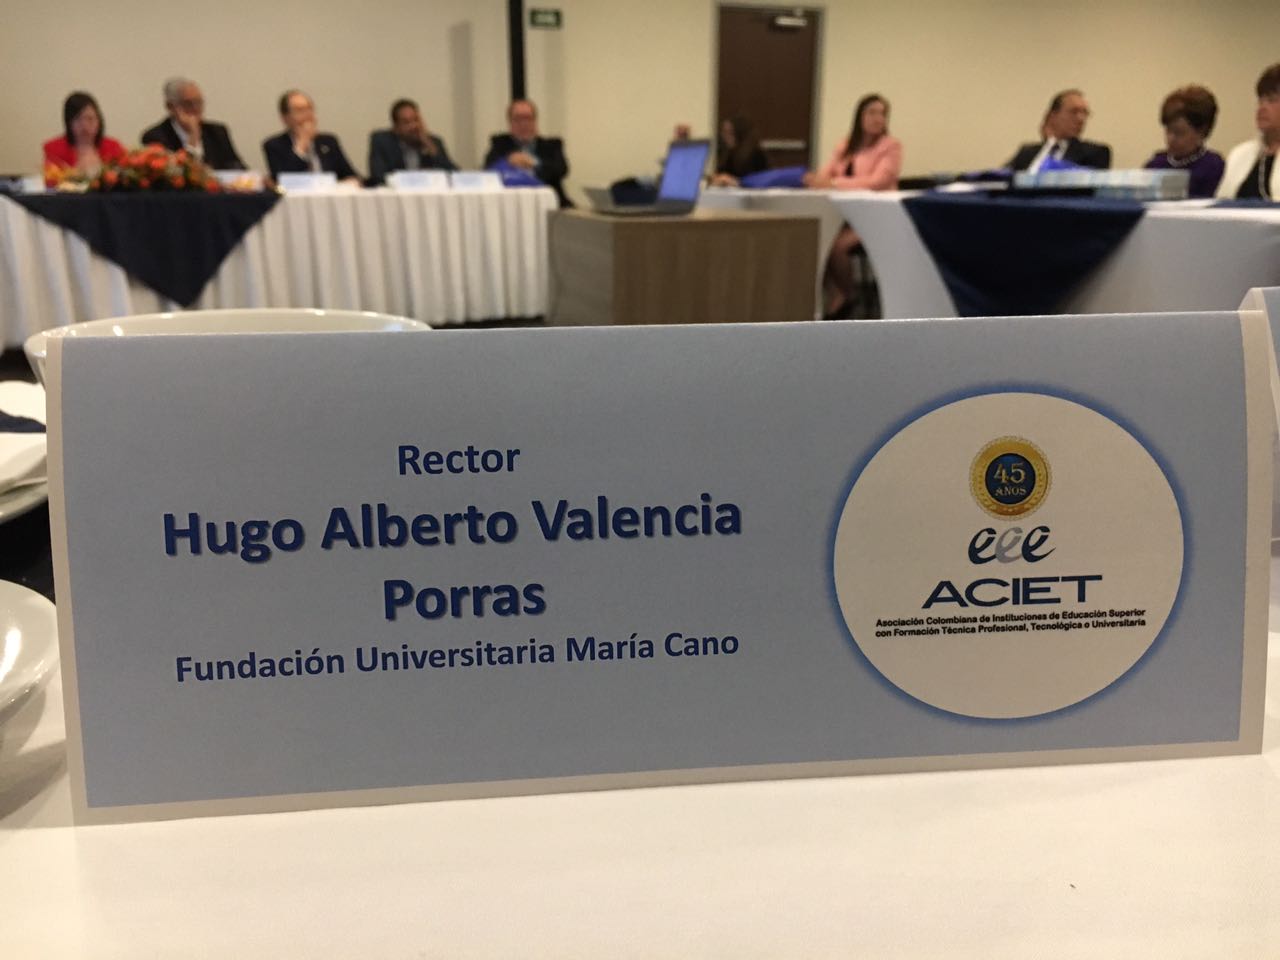 Rector
Hugo Alberto Valencia
Porras
Fundación Universitaria María Cano
45
AÑOS
ACIET
Asociación Colombiana de Instituciones de Educación Superior
con Formación Técnica Profesional, Tecnológica o Universitaria